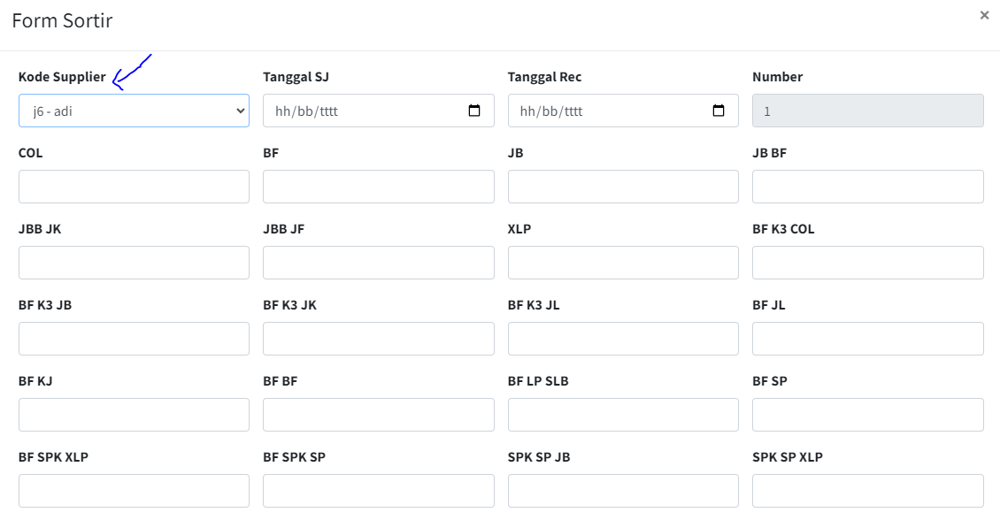 Form Sortir ×
Kode Supplier Tanggal SJ Tanggal Rec Number
j6 - adi hh/bb/tttt hh/bb/tttt 1
COL BF JB JB BF
JBB JK JBB JF XLP BF K3 COL
BF K3 JB BF K3 JK BF K3 JL BF JL
BF KJ BF BF BF LP SLB BF SP
BF SPK XLP BF SPK SP SPK SP JB SPK SP XLP